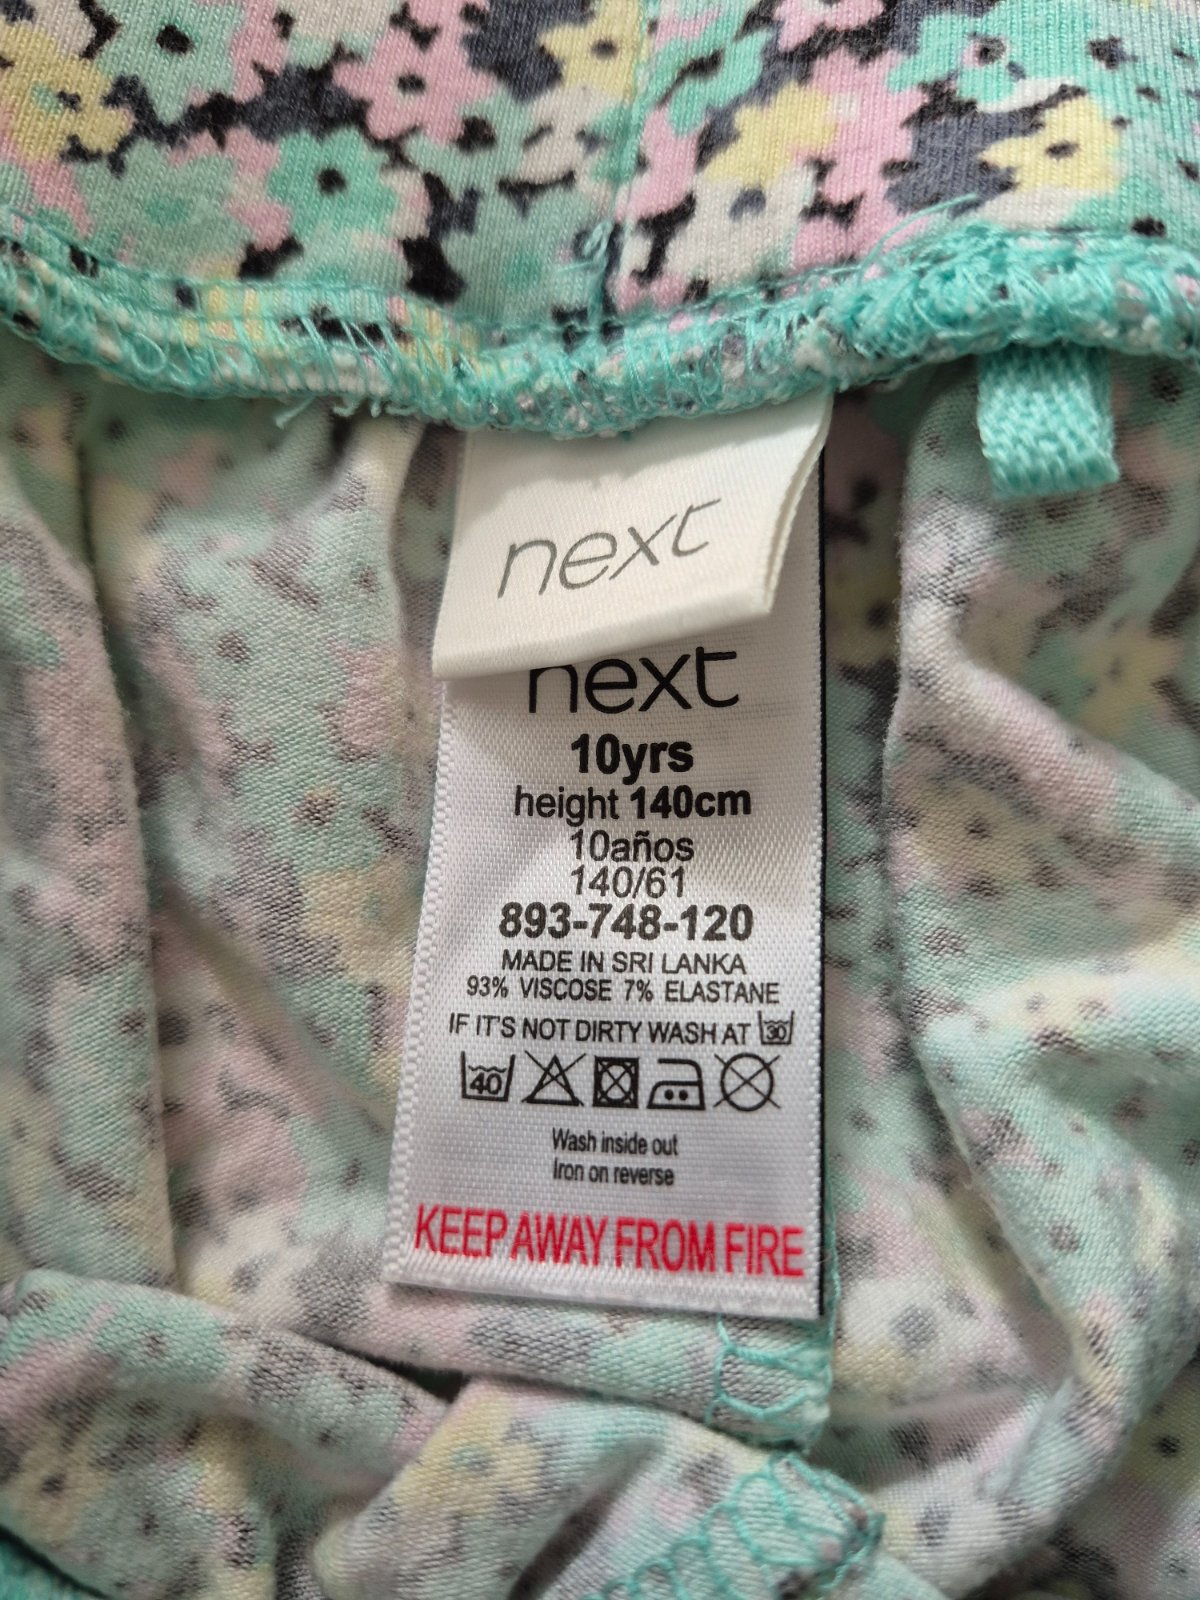 next
next
10yrs
height 140cm
10años
140/61
893-748-120
MADE IN SRI LANKA
93% VISCOSE 7% ELASTANE
IF IT'S NOT DIRTY WASH AT 30
40
Wash inside out
Iron on reverse
KEEP AWAY FROM FIRE